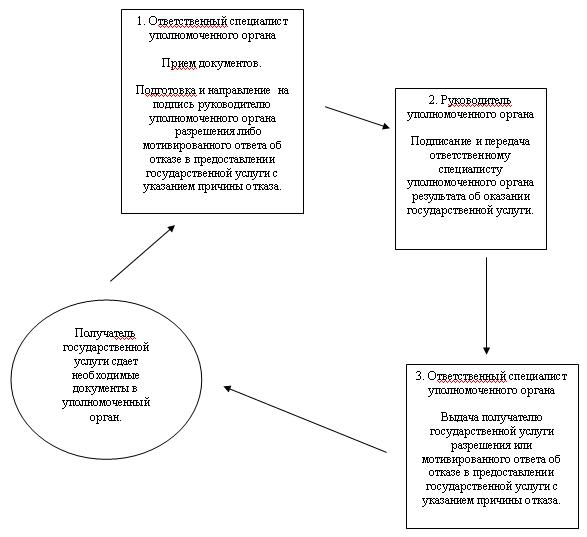 1. Ответственный специалист
уполномоченного органа
Прием документов.
Подготовка и направление на
подпись руководителю
уполномоченного органа
разрешения либо
мотивированного ответа об
отказе в предоставлении
государственной услуги с
указанием причины отказа.
2. Руководитель
уполномоченного органа
Подписание и передача
ответственному
специалисту
уполномоченного органа
результата об оказании
государственной услуги.
Получатель
государственной
услуги сдает
необходимые
документы в
уполномоченный
орган.
3. Ответственный специалист
уполномоченного органа
Выдача получателю
государственной услуги
разрешения или
мотивированного ответа об
отказе в предоставлении
государственной услуги с
указанием причины отказа.